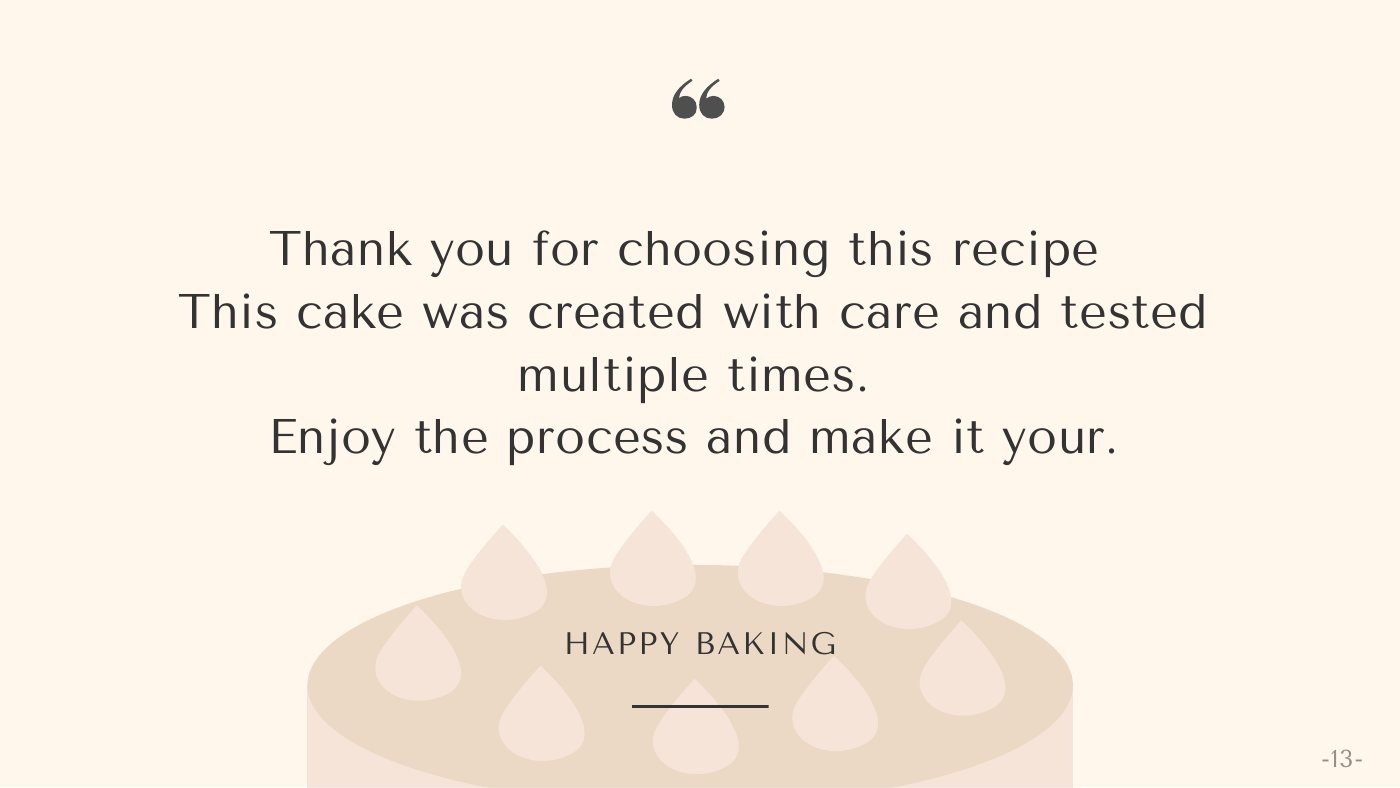 “
Thank you for choosing this recipe
This cake was created with care and tested
multiple times.
Enjoy the process and make it your.
HAPPY BAKING
-13-